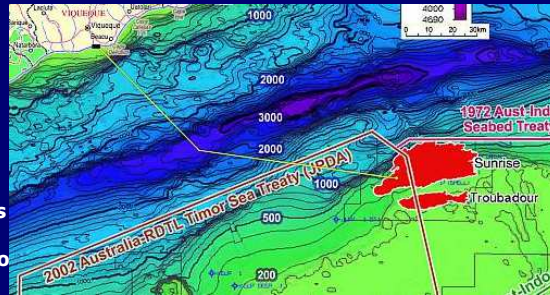 VIQUEQUE
Viqueque
Beacu
1000
4000
4690
0 10 20 30km
2000
3000
2000
1000
500
200
1972 Aust-Indo
Seabed Treaty
Sunrise
Troubadour
2002 Australia-RDTL Timor Sea Treaty (JPDA)
s
o